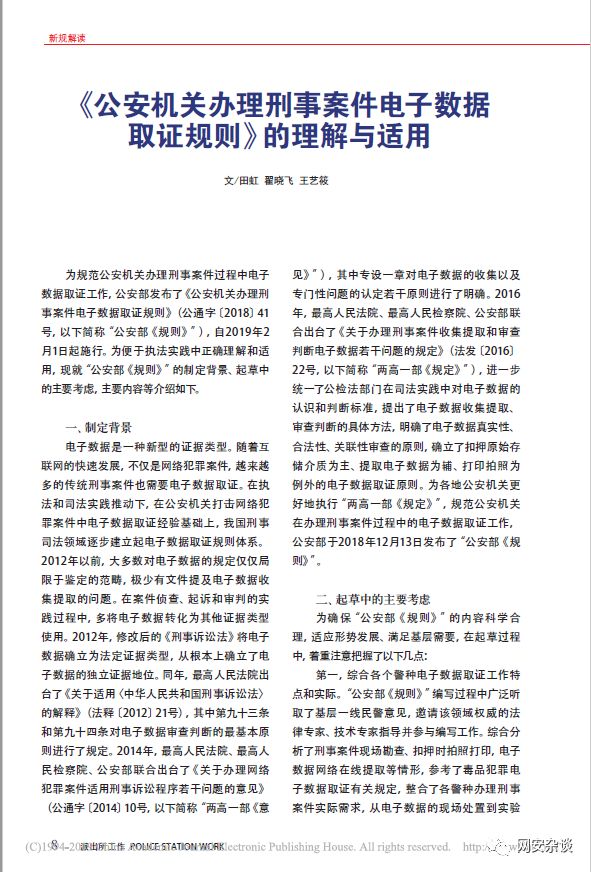 新规解读
《公安机关办理刑事案件电子数据
取证规则》的理解与适用
文/田虹 翟晓飞 王艺筱
为规范公安机关办理刑事案件过程中电子
数据取证工作，公安部发布了《公安机关办理刑
事案件电子数据取证规则》（公通字〔2018〕41
号，以下简称“公安部《规则》”），自2019年2
月1日起施行。为便于执法实践中正确理解和适
用，现就“公安部《规则》”的制定背景、起草中
的主要考虑，主要内容等介绍如下。
一、制定背景
电子数据是一种新型的证据类型。随着互
联网的快速发展，不仅是网络犯罪案件，越来越
多的传统刑事案件也需要电子数据取证。在执
法和司法实践推动下，在公安机关打击网络犯
罪案件中电子数据取证经验基础上，我国刑事
司法领域逐步建立起电子数据取证规则体系。
2012年以前，大多数对电子数据的规定仅仅局
限于鉴定的范畴，极少有文件提及电子数据收
集提取的问题。在案件侦查、起诉和审判的实
践过程中，多将电子数据转化为其他证据类型
使用。2012年，修改后的《刑事诉讼法》将电子
数据确立为法定证据类型，从根本上确立了电
子数据的独立证据地位。同年，最高人民法院出
台了《关于适用〈中华人民共和国刑事诉讼法〉
的解释》（法释〔2012〕21号），其中第九十三条
和第九十四条对电子数据审查判断的最基本原
则进行了规定。2014年，最高人民法院、最高人
民检察院、公安部联合出台了《关于办理网络
犯罪案件适用刑事诉讼程序若干问题的意见》
（公通字〔2014〕10号，以下简称“两高一部《意
见》”），其中专设一章对电子数据的收集以及
专门性问题的认定若干原则进行了明确。2016
年，最高人民法院、最高人民检察院、公安部联
合出台了《关于办理刑事案件收集提取和审查
判断电子数据若干问题的规定》（法发〔2016〕
22号，以下简称“两高一部《规定》”），进一步
统一了公检法部门在司法实践中对电子数据的
认识和判断标准，提出了电子数据收集提取、
审查判断的具体方法，明确了电子数据真实性、
合法性、关联性审查的原则，确立了扣押原始存
储介质为主、提取电子数据为辅、打印拍照为
例外的电子数据取证原则。为各地公安机关更
好地执行“两高一部《规定》”，规范公安机关
在办理刑事案件过程中的电子数据取证工作，
公安部于2018年12月13日发布了“公安部《规
则》”。
二、起草中的主要考虑
为确保“公安部《规则》”的内容科学合
理，适应形势发展、满足基层需要，在起草过程
中，着重注意把握了以下几点：
第一，综合各个警种电子数据取证工作特
点和实际。“公安部《规则》”编写过程中广泛听
取了基层一线民警意见，邀请该领域权威的法
律专家、技术专家指导并参与编写工作。综合分
析了刑事案件现场勘查、扣押时拍照打印，电子
数据网络在线提取等情形，参考了毒品犯罪电
子数据取证有关规定，整合了各警种办理刑事
案件实际需求，从电子数据的现场处置到实验
8 派出所工作 POLICE STATION WORK
Electronic Publishing House. All rights reserved.
网安杂谈